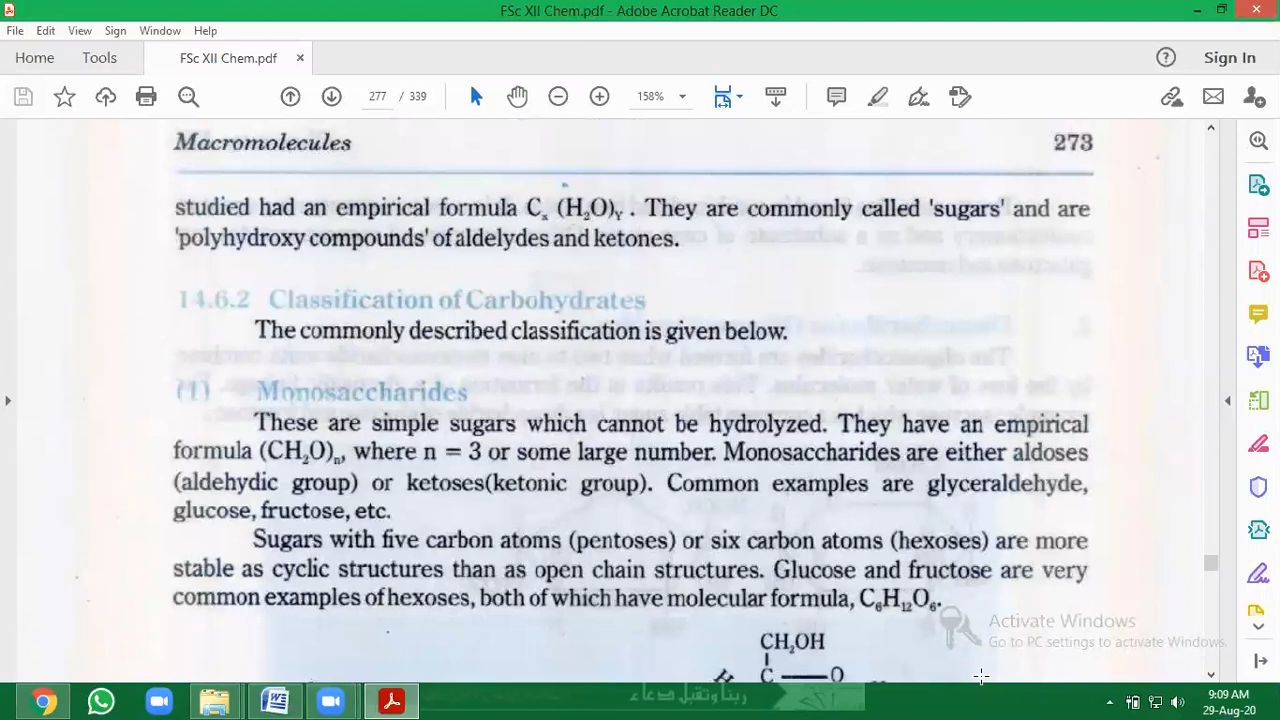 FSc XII Chem.pdf - Adobe Acrobat Reader DC
File Edit View Sign Window Help
Home Tools FSc XII Chem.pdf × Sign In
277 / 339 158%
Macromolecules 273
studied had an empirical formula Cₓ (H₂O)ᵧ . They are commonly called 'sugars' and are
'polyhydroxy compounds' of aldelydes and ketones.
14.6.2 Classification of Carbohydrates
The commonly described classification is given below.
(1) Monosaccharides
These are simple sugars which cannot be hydrolyzed. They have an empirical
formula (CH₂O)ₙ, where n = 3 or some large number. Monosaccharides are either aldoses
(aldehydic group) or ketoses(ketonic group). Common examples are glyceraldehyde,
glucose, fructose, etc.
Sugars with five carbon atoms (pentoses) or six carbon atoms (hexoses) are more
stable as cyclic structures than as open chain structures. Glucose and fructose are very
common examples of hexoses, both of which have molecular formula, C₆H₁₂O₆.
CH₂OH
C O
Activate Windows
Go to PC settings to activate Windows.
ربنا وتقبل دعاء
9:09 AM
29-Aug-20